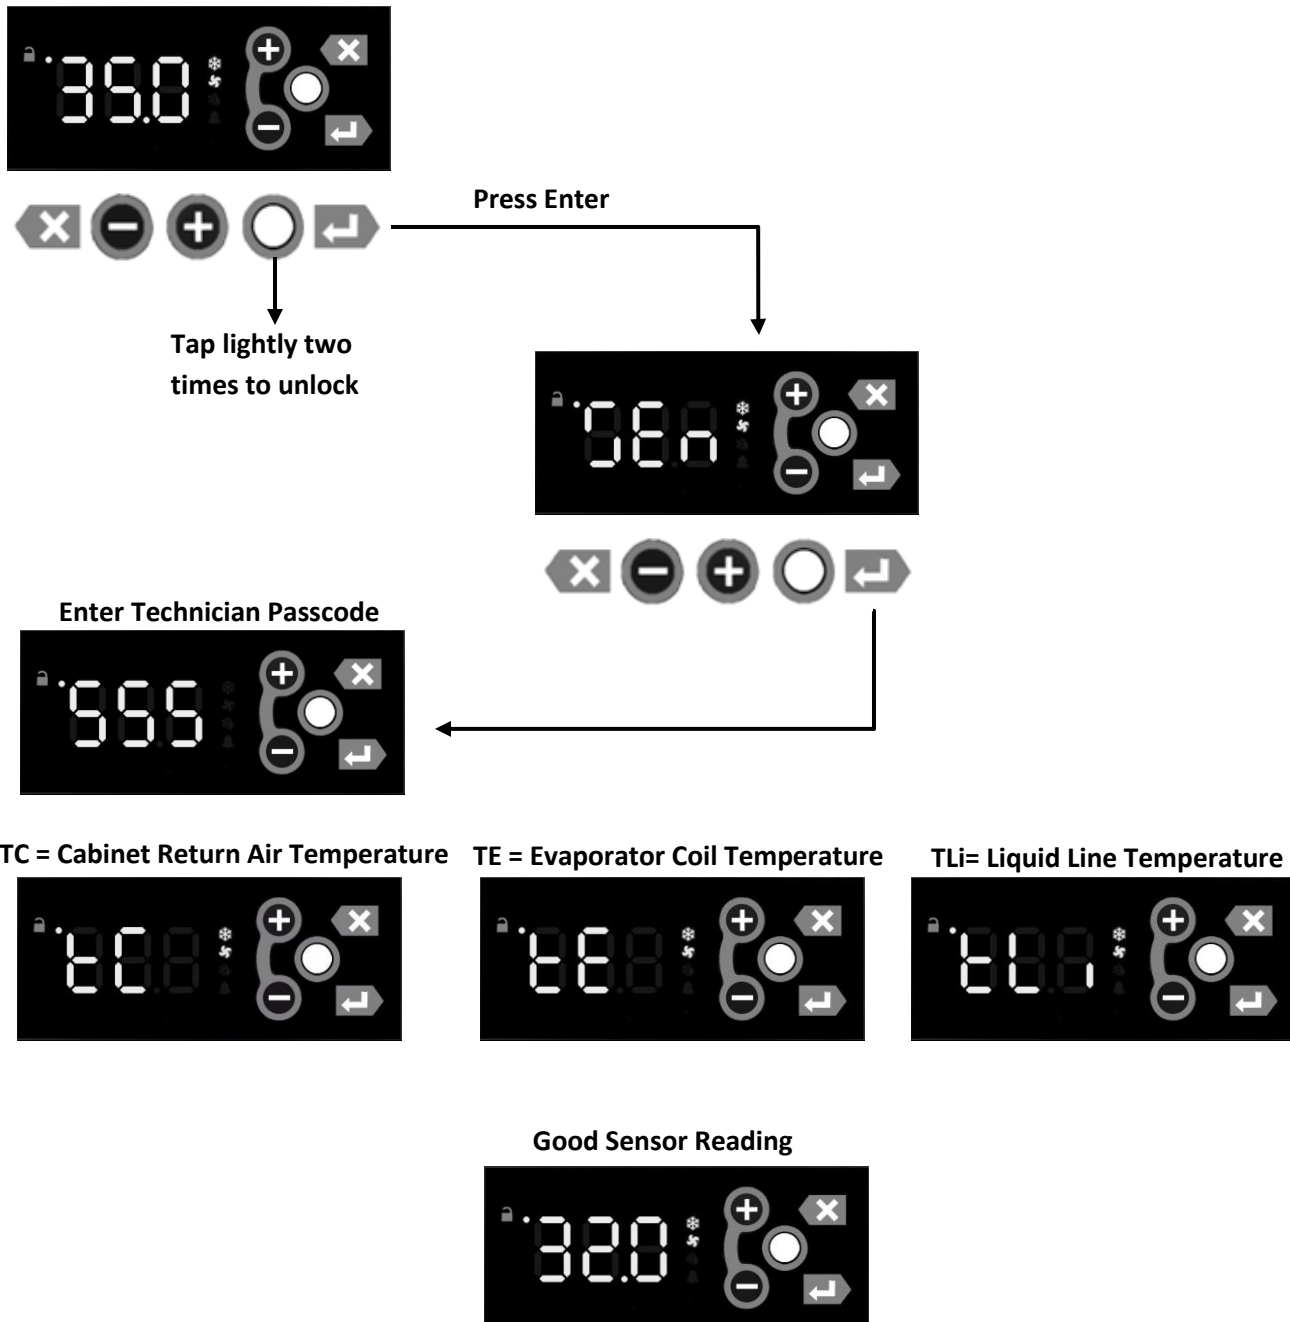 35.0
Press Enter
Tap lightly two
times to unlock
SEn
Enter Technician Passcode
555
TC = Cabinet Return Air Temperature
TE = Evaporator Coil Temperature
TLi= Liquid Line Temperature
tC
tE
tLi
Good Sensor Reading
32.0